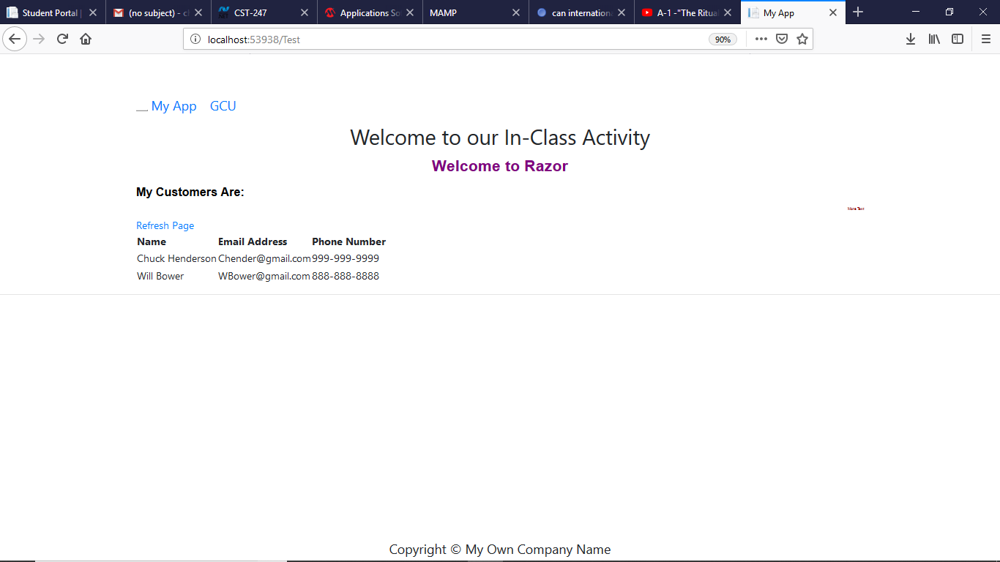 Student Portal |
(no subject) - cl
CST-247
Applications So
MAMP
can internationa
A-1 -"The Ritual
My App
localhost:53938/Test
90%
My App GCU
Welcome to our In-Class Activity
Welcome to Razor
My Customers Are:
More Text
Refresh Page
Name Email Address Phone Number
Chuck Henderson Chender@gmail.com 999-999-9999
Will Bower WBower@gmail.com 888-888-8888
Copyright © My Own Company Name